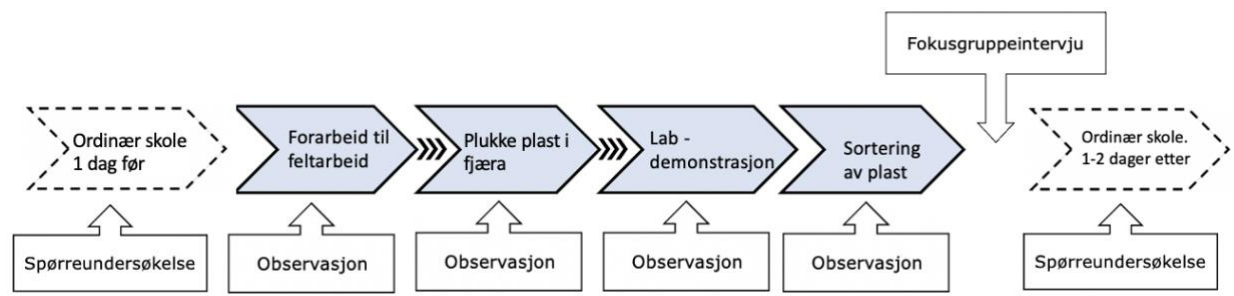 Fokusgruppeintervju
Ordinær skole
1 dag før
Forarbeid til
feltarbeid
Plukke plast i
fjæra
Lab -
demonstrasjon
Sortering
av plast
Ordinær skole.
1-2 dager etter
Spørreundersøkelse
Observasjon
Observasjon
Observasjon
Observasjon
Spørreundersøkelse